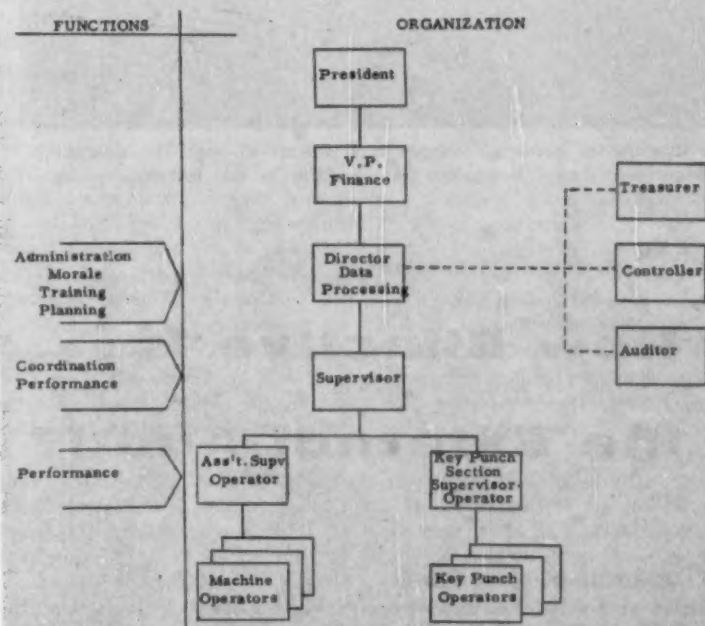 FUNCTIONS
ORGANIZATION
President
V.P.
Finance
Treasurer
Administration
Morale
Training
Planning
Director
Data
Processing
Controller
Coordination
Performance
Supervisor
Auditor
Performance
Ass't. Supv
Operator
Key Punch
Section
Supervisor-
Operator
Machine
Operators
Key Punch
Operators